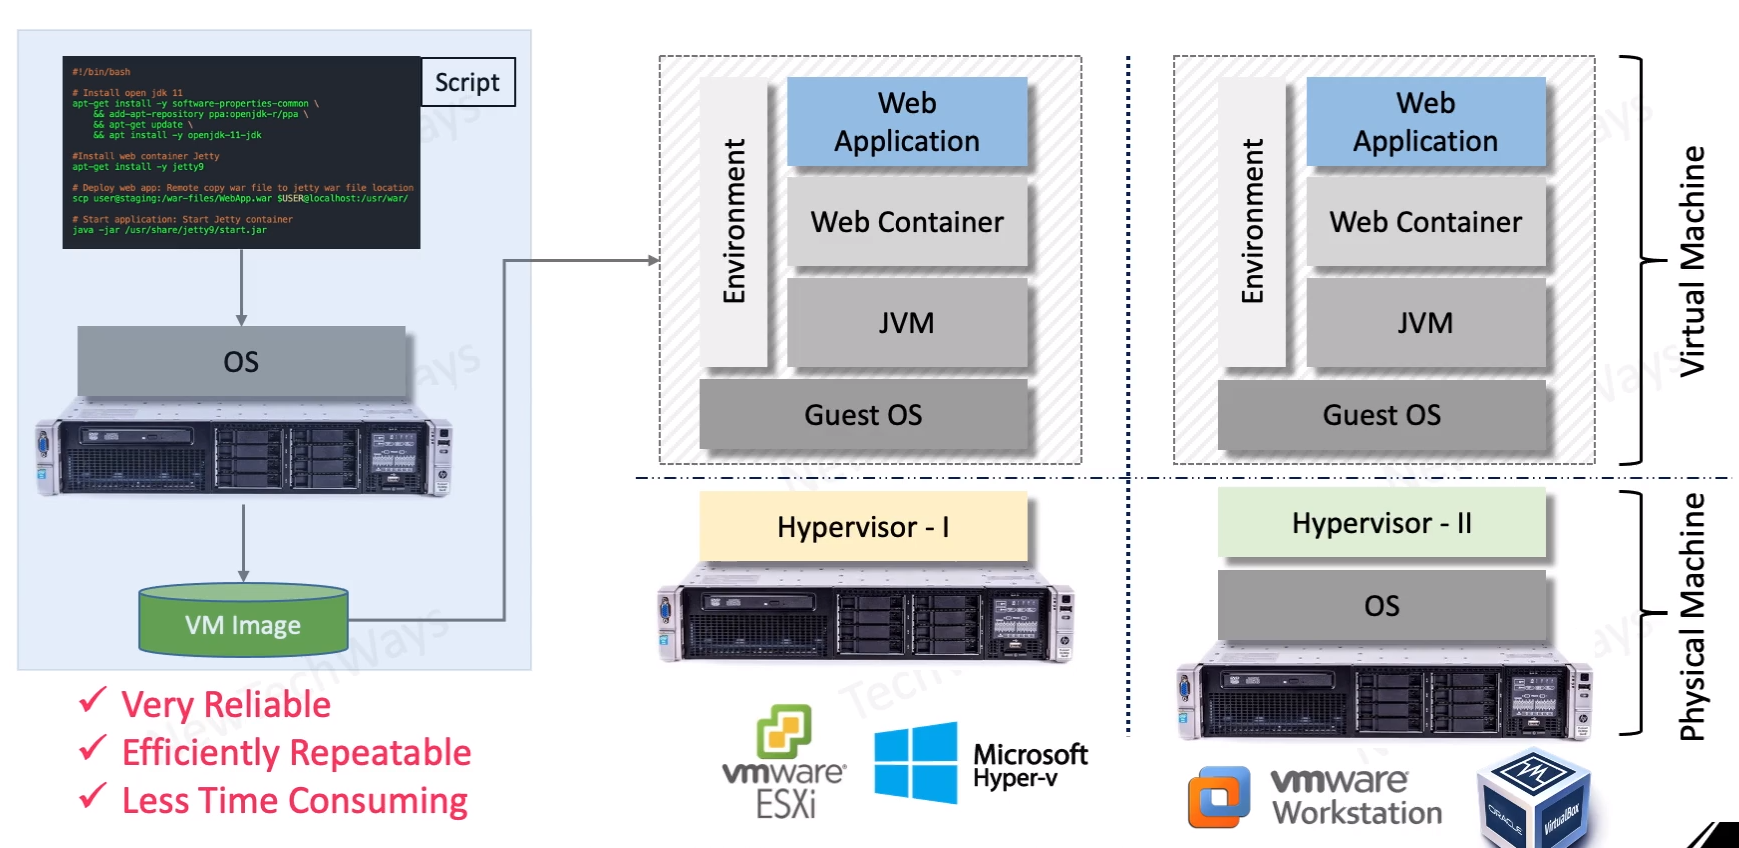 #!/bin/bash
# Install open jdk 11
apt-get install -y software-properties-common \
&& add-apt-repository ppa:openjdk-r/ppa \
&& apt-get update \
&& apt install -y openjdk-11-jdk
#Install web container Jetty
apt-get install -y jetty9
# Deploy web app: Remote copy war file to jetty war file location
scp user@staging:/war-files/WebApp.war $USER@localhost:/usr/war/
# Start application: Start Jetty container
java -jar /usr/share/jetty9/start.jar
Script
OS
VM Image
✓ Very Reliable
✓ Efficiently Repeatable
✓ Less Time Consuming
Environment
Web
Application
Web Container
JVM
Guest OS
Hypervisor - I
vmware®
ESXi
Microsoft
Hyper-v
Environment
Web
Application
Web Container
JVM
Guest OS
Hypervisor - II
OS
vmware®
Workstation
ORACLE
VirtualBox
Virtual Machine
Physical Machine
NewTechWays